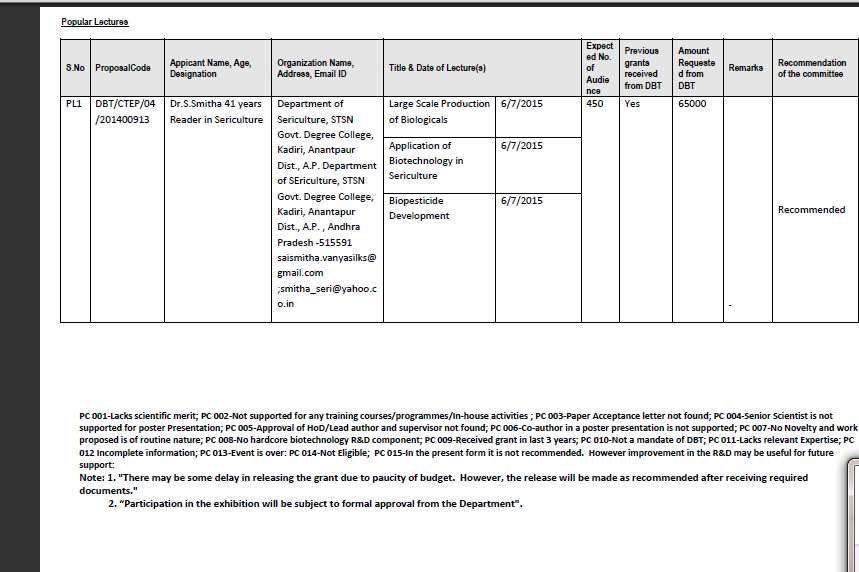 Popular Lectures
S.No ProposalCode Appicant Name, Age, Designation Organization Name, Address, Email ID Title & Date of Lecture(s) Expect ed No. of Audie nce Previous grants received from DBT Amount Requeste d from DBT Remarks Recommendation of the committee
PL1
DBT/CTEP/04
/201400913
Dr.S.Smitha 41 years
Reader in Sericulture
Department of
Sericulture, STSN
Govt. Degree College,
Kadiri, Anantpaur
Dist., A.P. Department
of SEriculture, STSN
Govt. Degree College,
Kadiri, Anantapur
Dist., A.P. , Andhra
Pradesh -515591
saismitha.vanyasilks@
gmail.com
;smitha_seri@yahoo.c
o.in
Large Scale Production
of Biologicals
6/7/2015
Application of
Biotechnology in
Sericulture
6/7/2015
Biopesticide
Development
6/7/2015
450
Yes
65000
-
Recommended
PC 001-Lacks scientific merit; PC 002-Not supported for any training courses/programmes/In-house activities ; PC 003-Paper Acceptance letter not found; PC 004-Senior Scientist is not
supported for poster Presentation; PC 005-Approval of HoD/Lead author and supervisor not found; PC 006-Co-author in a poster presentation is not supported; PC 007-No Novelty and work
proposed is of routine nature; PC 008-No hardcore biotechnology R&D component; PC 009-Received grant in last 3 years; PC 010-Not a mandate of DBT; PC 011-Lacks relevant Expertise; PC
012 Incomplete information; PC 013-Event is over: PC 014-Not Eligible; PC 015-In the present form it is not recommended. However improvement in the R&D may be useful for future
support:
Note: 1. "There may be some delay in releasing the grant due to paucity of budget. However, the release will be made as recommended after receiving required
documents."
2. “Participation in the exhibition will be subject to formal approval from the Department".